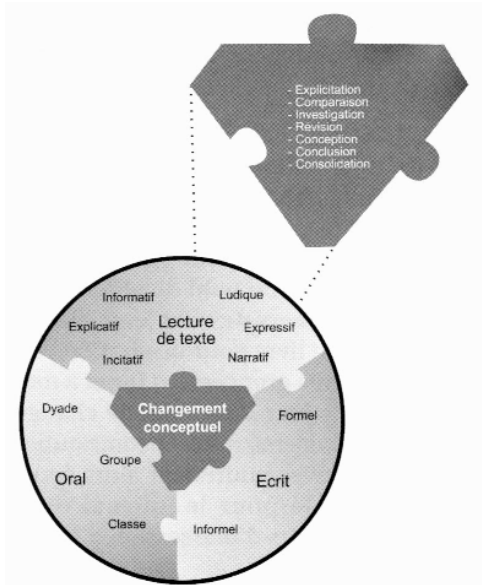 - Explicitation
- Comparaison
- Investigation
- Revision
- Conception
- Conclusion
- Consolidation
Informatif
Ludique
Explicatif
Lecture
de texte
Expressif
Incitatif
Narratif
Dyade
Changement
conceptuel
Formel
Groupe
Oral
Ecrit
Classe
Informel